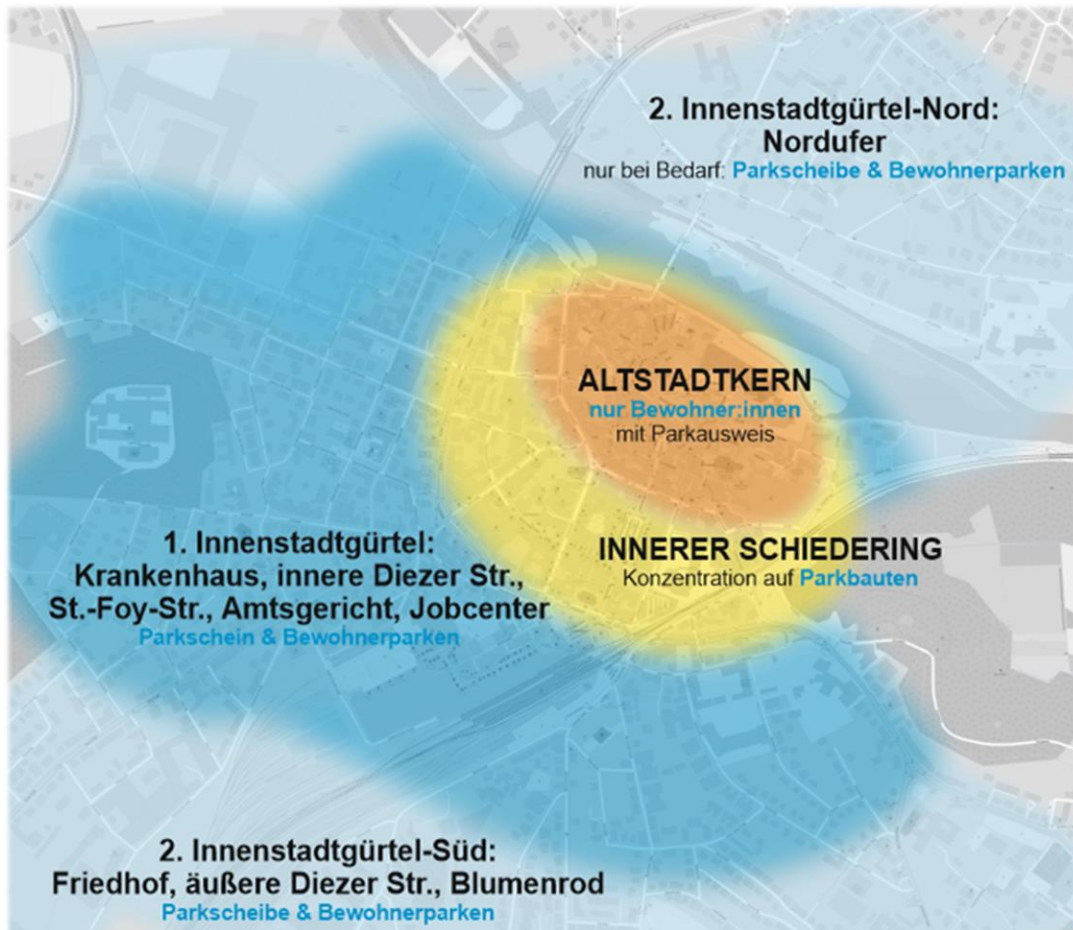 2. Innenstadtgürtel-Nord:
Nordufer
nur bei Bedarf: Parkscheibe & Bewohnerparken
ALTSTADTKERN
nur Bewohner:innen
mit Parkausweis
INNERER SCHIEDERING
Konzentration auf Parkbauten
1. Innenstadtgürtel:
Krankenhaus, innere Diezer Str.,
St.-Foy-Str., Amtsgericht, Jobcenter
Parkschein & Bewohnerparken
2. Innenstadtgürtel-Süd:
Friedhof, äußere Diezer Str., Blumenrod
Parkscheibe & Bewohnerparken